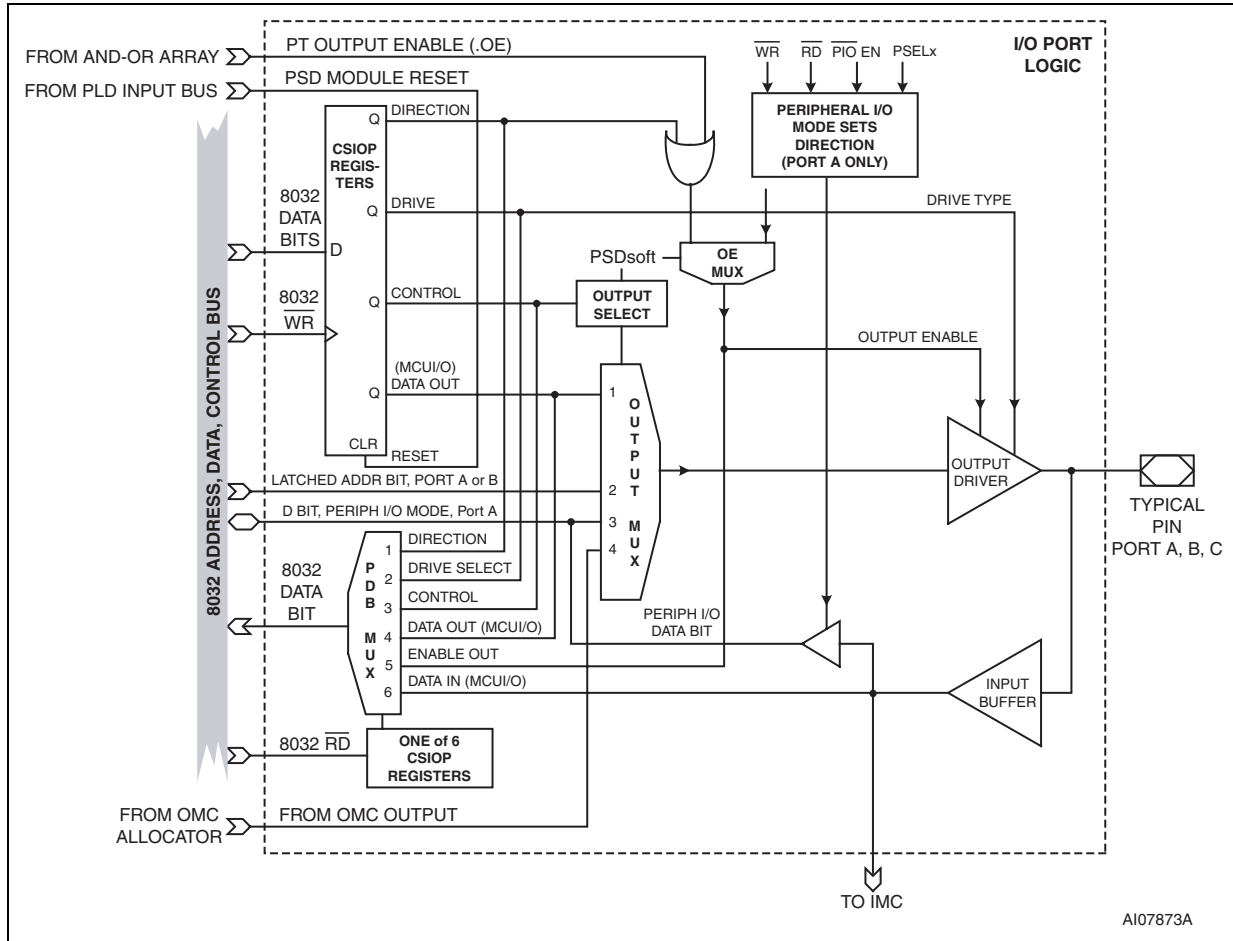 FROM AND-OR ARRAY
PT OUTPUT ENABLE (.OE)
FROM PLD INPUT BUS
PSD MODULE RESET
I/O PORT
LOGIC
WR
RD
PIO EN
PSELx
PERIPHERAL I/O
MODE SETS
DIRECTION
(PORT A ONLY)
8032 ADDRESS, DATA, CONTROL BUS
8032
DATA
BITS
8032
WR
CSIOP
REGIS-
TERS
D
Q
DIRECTION
Q
DRIVE
DRIVE TYPE
Q
CONTROL
(MCUI/O)
Q
DATA OUT
CLR
RESET
PSDsoft
OE
MUX
OUTPUT
SELECT
OUTPUT ENABLE
1
2
3
4
OUTPUT MUX
OUTPUT
DRIVER
TYPICAL
PIN
PORT A, B, C
LATCHED ADDR BIT, PORT A or B
D BIT, PERIPH I/O MODE, Port A
8032
DATA
BIT
PDB MUX
1
DIRECTION
2
DRIVE SELECT
3
CONTROL
4
DATA OUT (MCUI/O)
5
ENABLE OUT
6
DATA IN (MCUI/O)
PERIPH I/O
DATA BIT
INPUT
BUFFER
8032 RD
ONE of 6
CSIOP
REGISTERS
FROM OMC
ALLOCATOR
FROM OMC OUTPUT
TO IMC
AI07873A